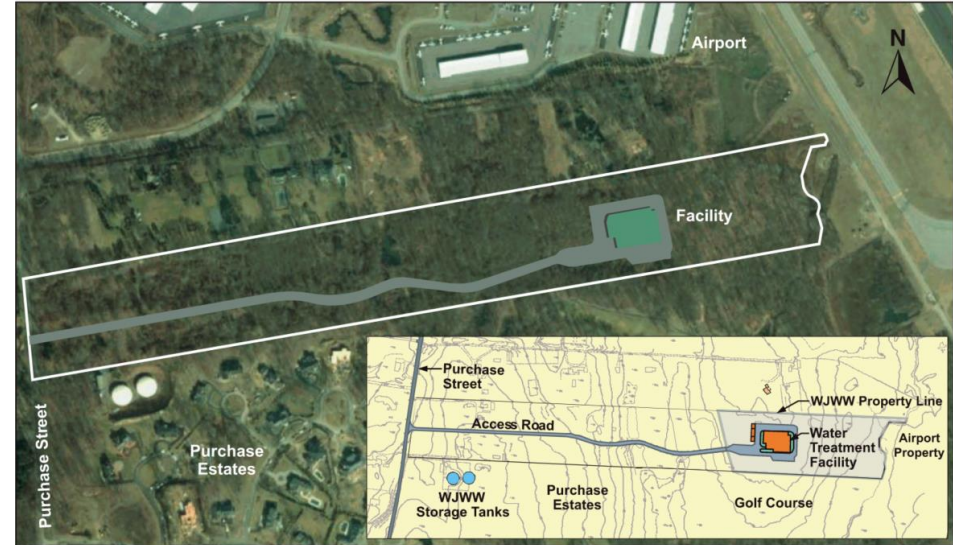 Airport
N
Facility
Purchase Street
Purchase
Estates
Purchase
Street
WJWW Property Line
Access Road
Water
Treatment
Facility
Airport
Property
WJWW
Storage Tanks
Purchase
Estates
Golf Course